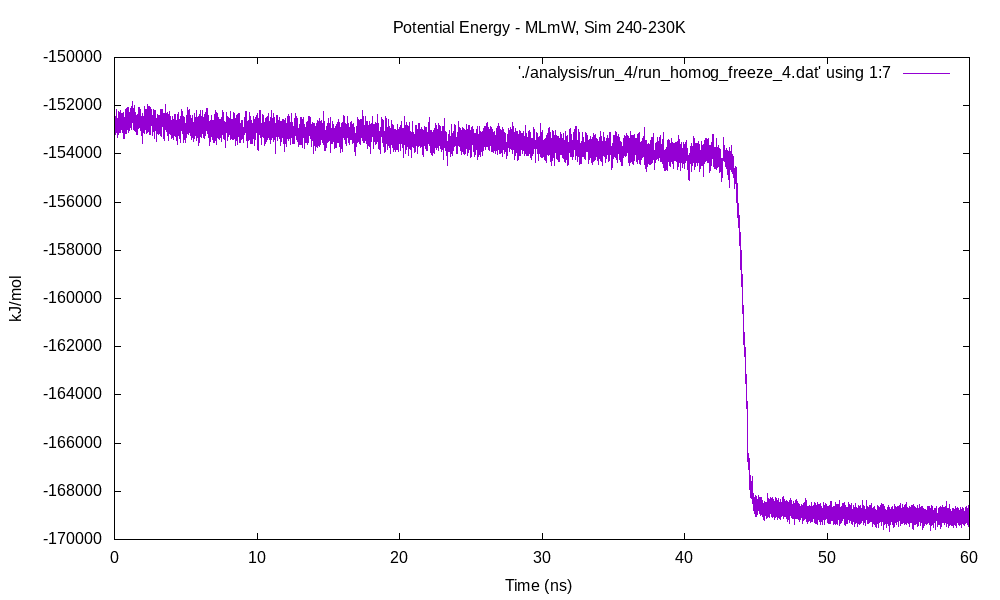 Potential Energy - MLmW, Sim 240-230K
'./analysis/run_4/run_homog_freeze_4.dat' using 1:7
kJ/mol
-150000
-152000
-154000
-156000
-158000
-160000
-162000
-164000
-166000
-168000
-170000
0 10 20 30 40 50 60
Time (ns)